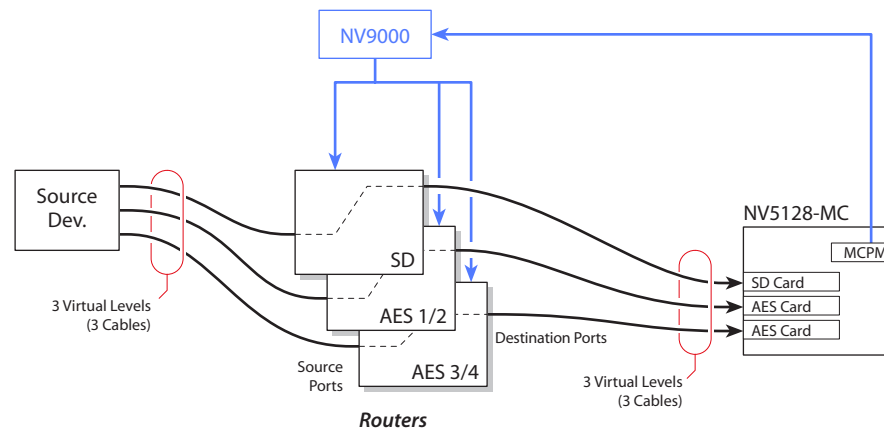 NV9000
Source
Dev.
3 Virtual Levels
(3 Cables)
SD
AES 1/2
AES 3/4
Source
Ports
Routers
Destination Ports
3 Virtual Levels
(3 Cables)
NV5128-MC
MCPM
SD Card
AES Card
AES Card